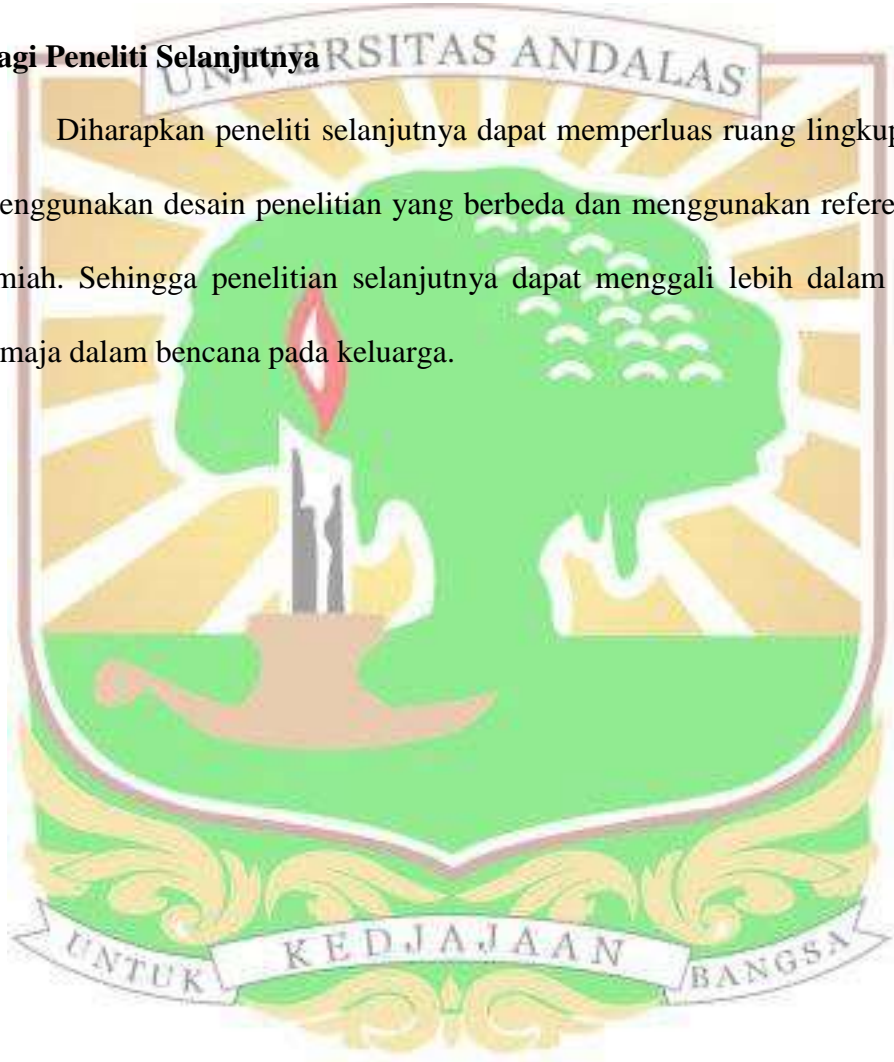 UNIVERSITAS ANDALAS
agi Peneliti Selanjutnya
Diharapkan peneliti selanjutnya dapat memperluas ruang lingkup
enggunakan desain penelitian yang berbeda dan menggunakan refere
miah. Sehingga penelitian selanjutnya dapat menggali lebih dalam
maja dalam bencana pada keluarga.
UNTUK KEDJAJAAN BANGSA